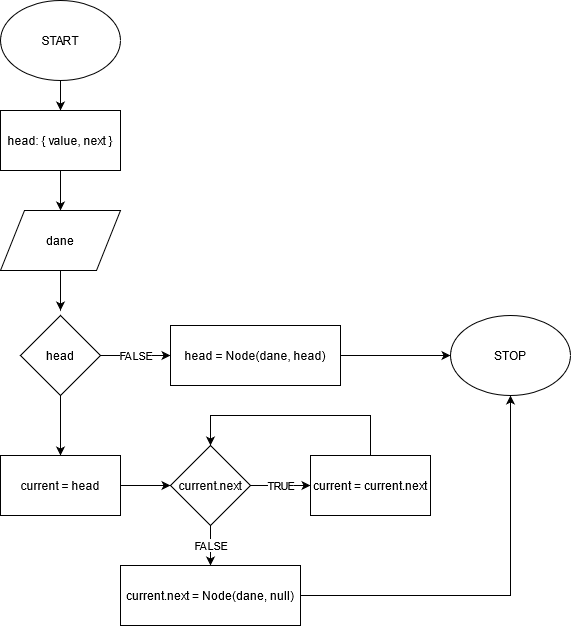 START
head: { value, next }
dane
head
FALSE
head = Node(dane, head)
STOP
current = head
current.next
TRUE
current = current.next
FALSE
current.next = Node(dane, null)